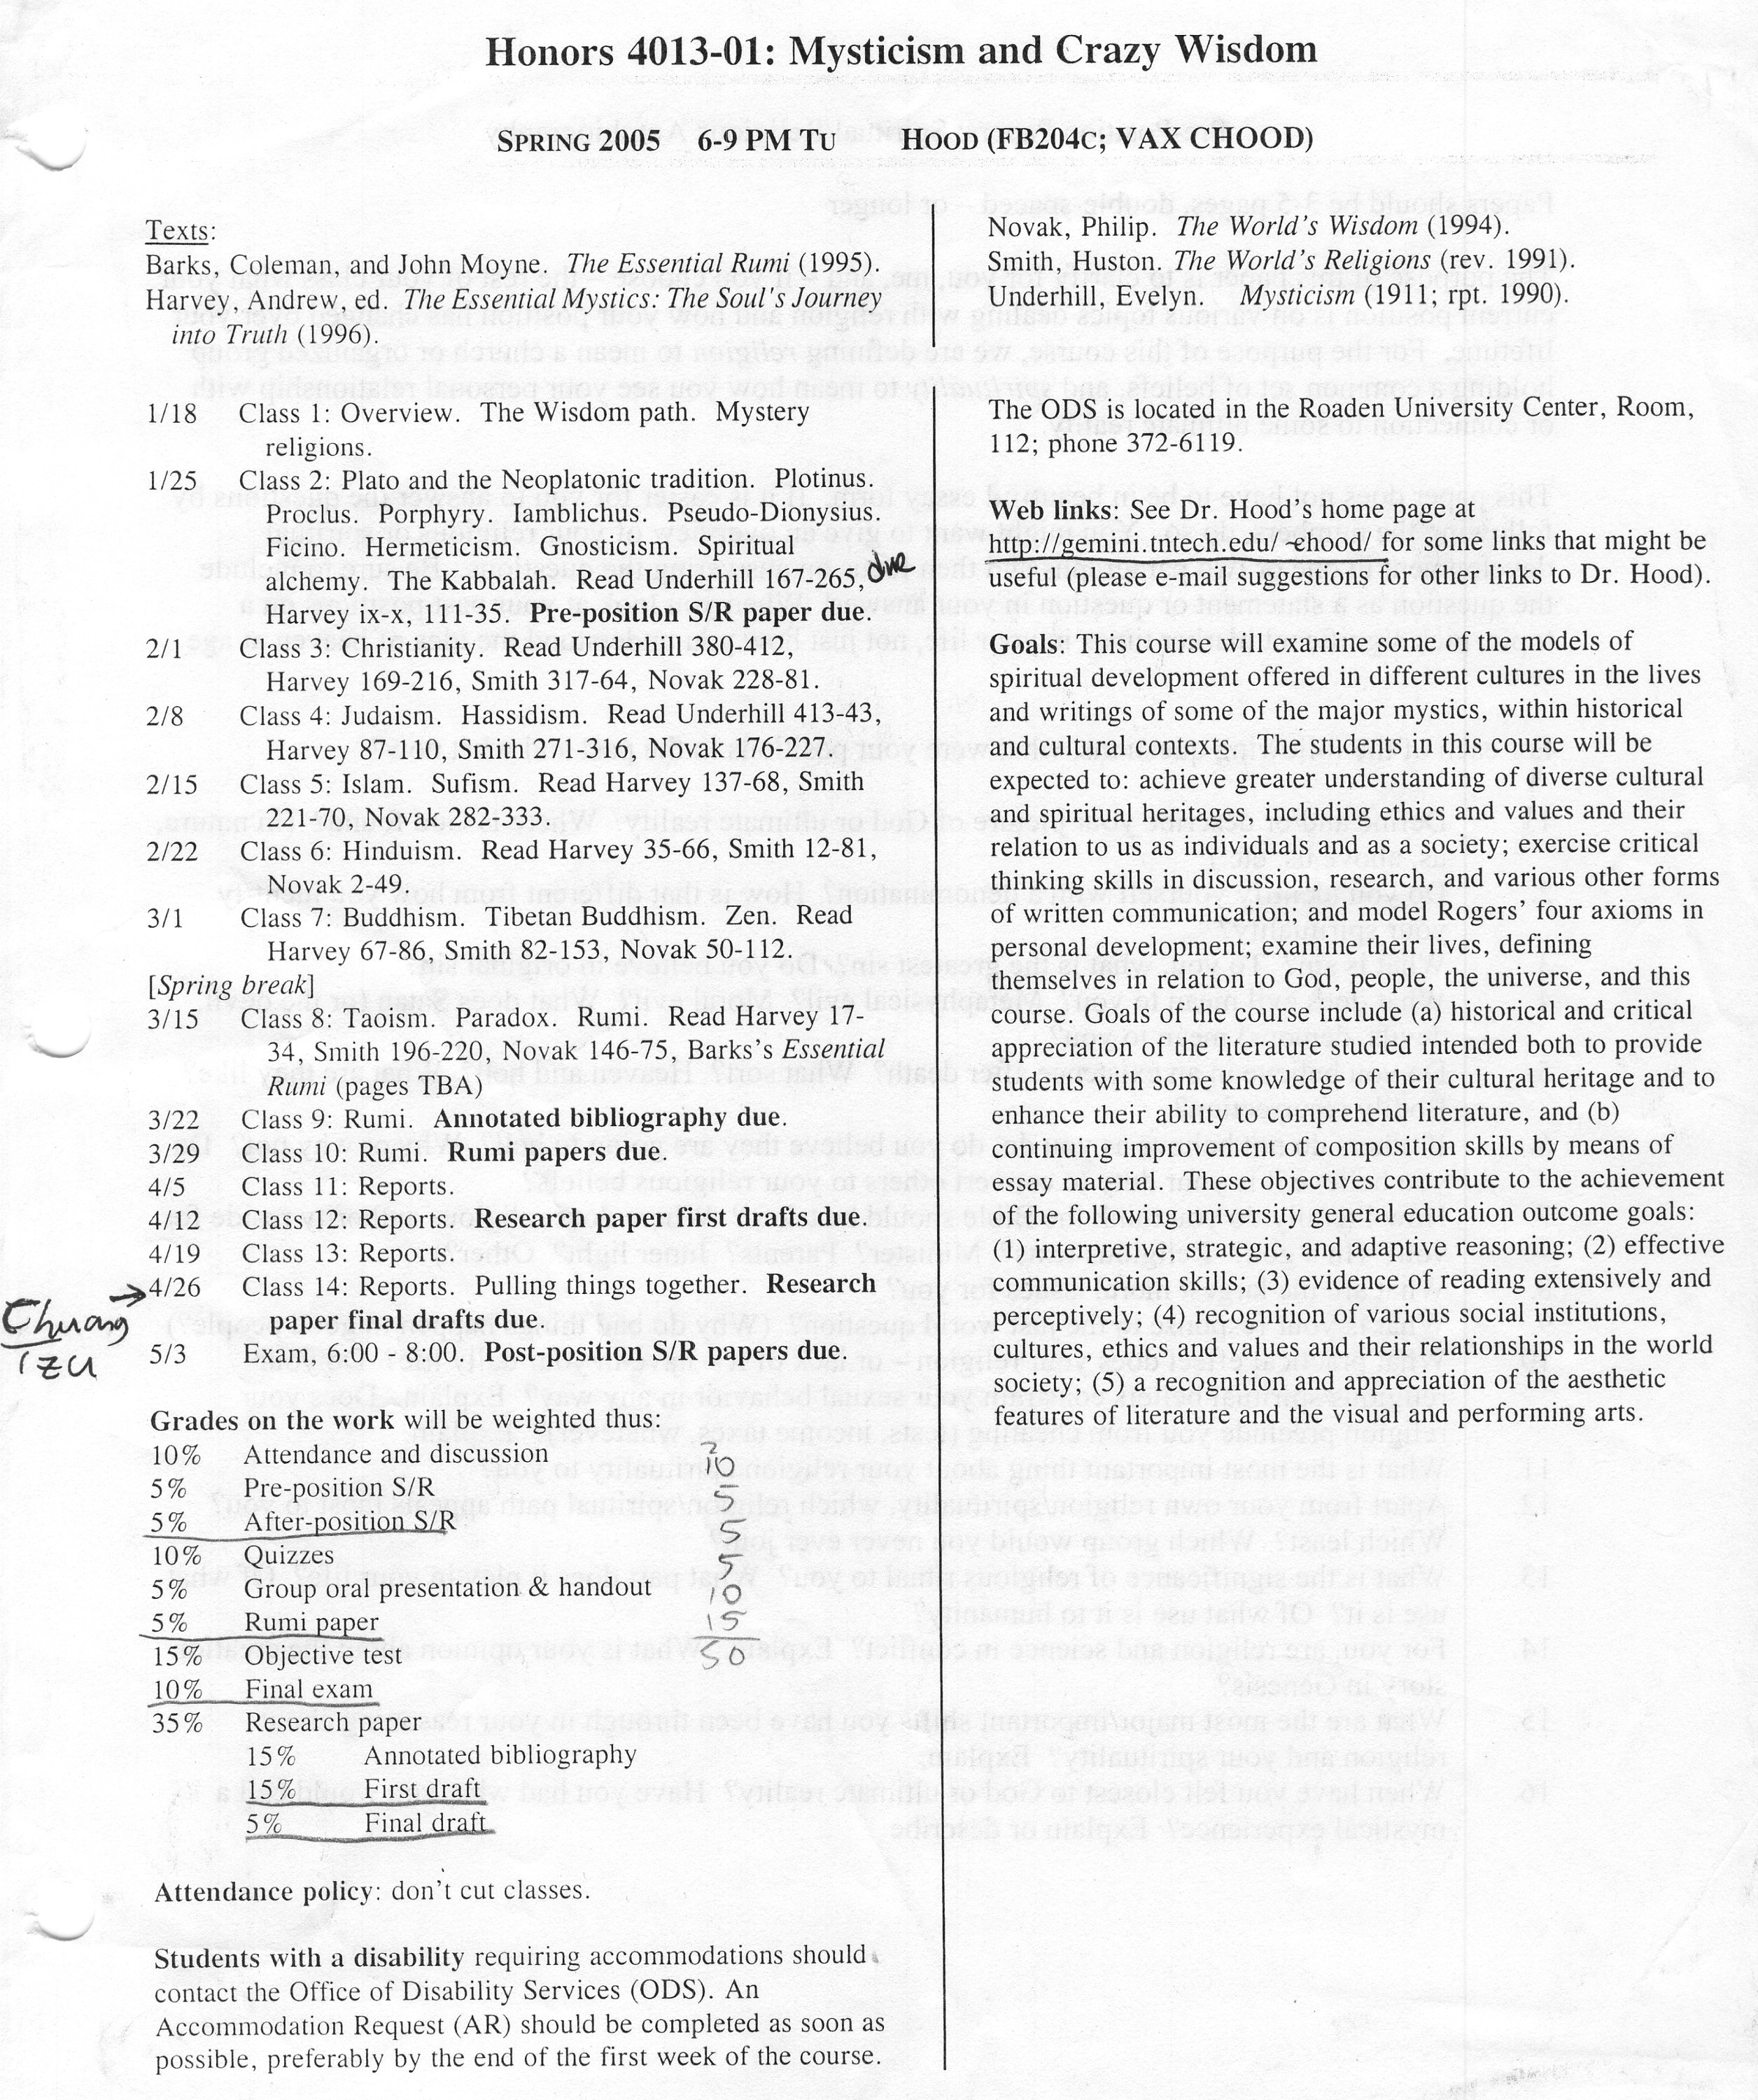 Honors 4013-01: Mysticism and Crazy Wisdom
SPRING 2005 6-9 PM TU HOOD (FB204C; VAX CHOOD)
Texts:
Barks, Coleman, and John Moyne. The Essential Rumi (1995).
Harvey, Andrew, ed. The Essential Mystics: The Soul's Journey
into Truth (1996).
Novak, Philip. The World's Wisdom (1994).
Smith, Huston. The World's Religions (rev. 1991).
Underhill, Evelyn. Mysticism (1911; rpt. 1990).
1/18 Class 1: Overview. The Wisdom path. Mystery
religions.
1/25 Class 2: Plato and the Neoplatonic tradition. Plotinus.
Proclus. Porphyry. Iamblichus. Pseudo-Dionysius.
Ficino. Hermeticism. Gnosticism. Spiritual
alchemy. The Kabbalah. Read Underhill 167-265, due
Harvey ix-x, 111-35. Pre-position S/R paper due.
2/1 Class 3: Christianity. Read Underhill 380-412,
Harvey 169-216, Smith 317-64, Novak 228-81.
2/8 Class 4: Judaism. Hassidism. Read Underhill 413-43,
Harvey 87-110, Smith 271-316, Novak 176-227.
2/15 Class 5: Islam. Sufism. Read Harvey 137-68, Smith
221-70, Novak 282-333.
2/22 Class 6: Hinduism. Read Harvey 35-66, Smith 12-81,
Novak 2-49.
3/1 Class 7: Buddhism. Tibetan Buddhism. Zen. Read
Harvey 67-86, Smith 82-153, Novak 50-112.
[Spring break]
3/15 Class 8: Taoism. Paradox. Rumi. Read Harvey 17-
34, Smith 196-220, Novak 146-75, Barks's Essential
Rumi (pages TBA)
3/22 Class 9: Rumi. Annotated bibliography due.
3/29 Class 10: Rumi. Rumi papers due.
4/5 Class 11: Reports.
4/12 Class 12: Reports. Research paper first drafts due.
4/19 Class 13: Reports.
4/26 Class 14: Reports. Pulling things together. Research
paper final drafts due.
Chuang
Tzu
5/3 Exam, 6:00 - 8:00. Post-position S/R papers due.
Grades on the work will be weighted thus:
10% Attendance and discussion
5% Pre-position S/R
5% After-position S/R
10% Quizzes
5% Group oral presentation & handout
5% Rumi paper
15% Objective test
10% Final exam
35% Research paper
15% Annotated bibliography
15% First draft
5% Final draft
10
5
5
5
10
15
50
Attendance policy: don't cut classes.
Students with a disability requiring accommodations should
contact the Office of Disability Services (ODS). An
Accommodation Request (AR) should be completed as soon as
possible, preferably by the end of the first week of the course.
The ODS is located in the Roaden University Center, Room,
112; phone 372-6119.
Web links: See Dr. Hood's home page at
http://gemini.tntech.edu/~chood/ for some links that might be
useful (please e-mail suggestions for other links to Dr. Hood).
Goals: This course will examine some of the models of
spiritual development offered in different cultures in the lives
and writings of some of the major mystics, within historical
and cultural contexts. The students in this course will be
expected to: achieve greater understanding of diverse cultural
and spiritual heritages, including ethics and values and their
relation to us as individuals and as a society; exercise critical
thinking skills in discussion, research, and various other forms
of written communication; and model Rogers' four axioms in
personal development; examine their lives, defining
themselves in relation to God, people, the universe, and this
course. Goals of the course include (a) historical and critical
appreciation of the literature studied intended both to provide
students with some knowledge of their cultural heritage and to
enhance their ability to comprehend literature, and (b)
continuing improvement of composition skills by means of
essay material. These objectives contribute to the achievement
of the following university general education outcome goals:
(1) interpretive, strategic, and adaptive reasoning; (2) effective
communication skills; (3) evidence of reading extensively and
perceptively; (4) recognition of various social institutions,
cultures, ethics and values and their relationships in the world
society; (5) a recognition and appreciation of the aesthetic
features of literature and the visual and performing arts.